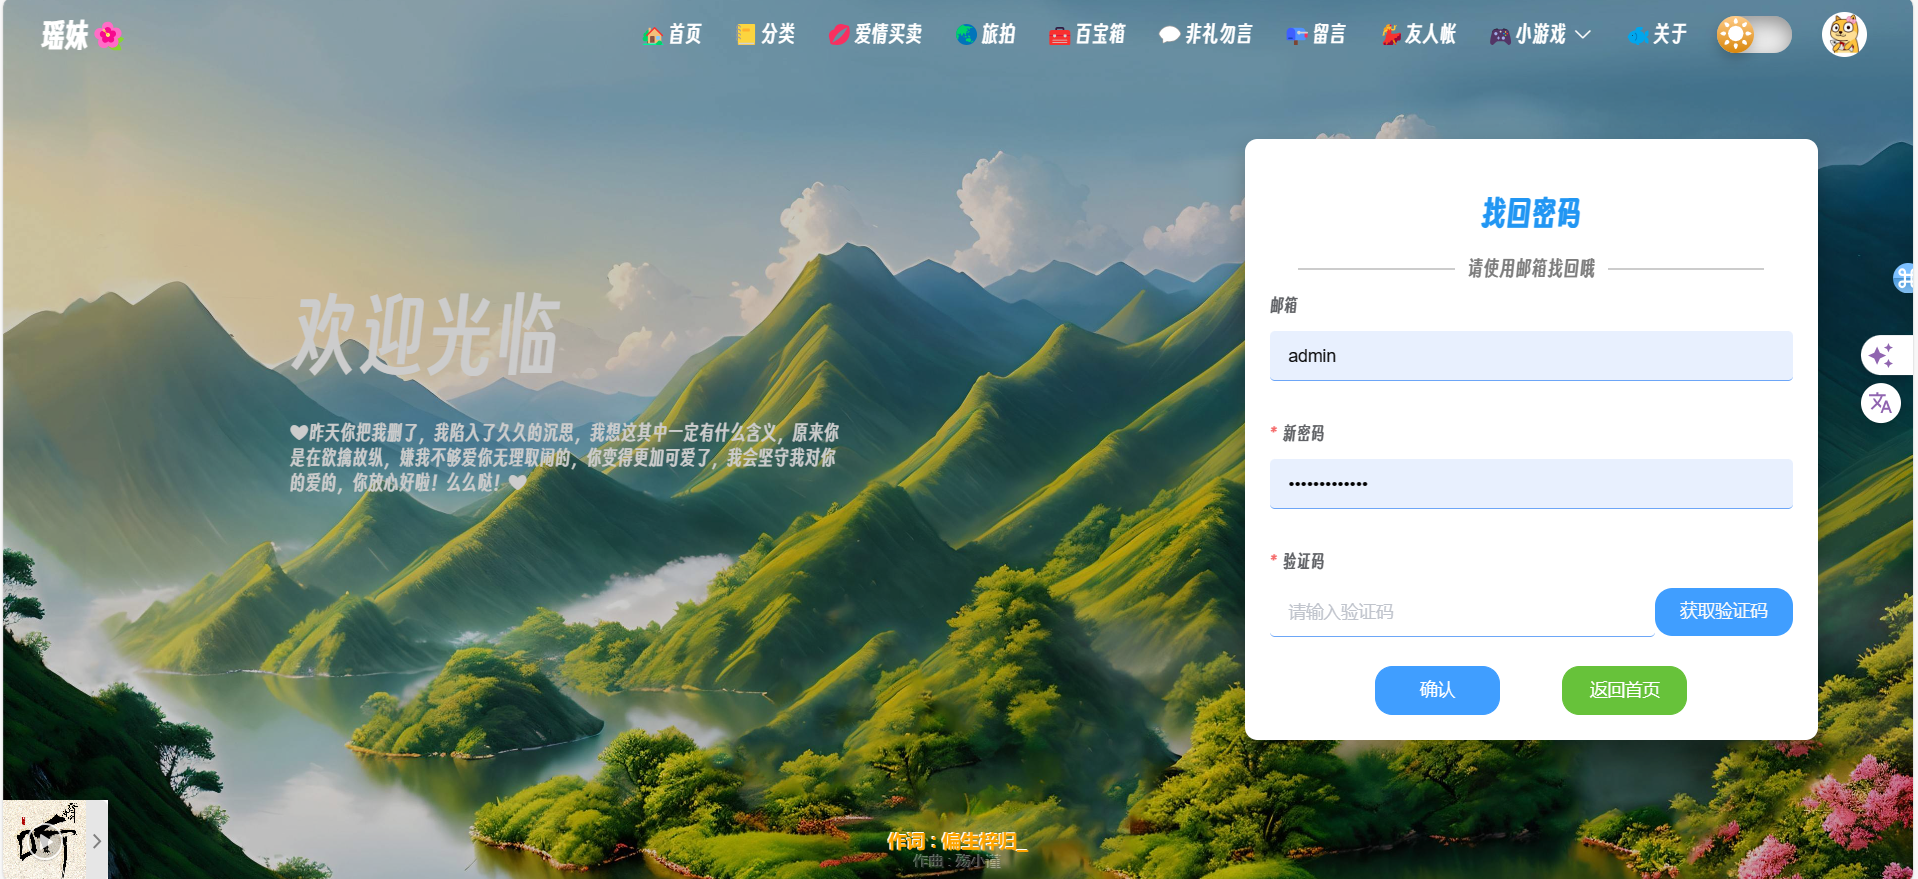 瑶妹
首页 分类 爱情买卖 旅拍 百宝箱 非礼勿言 留言 友人帐 小游戏 关于
欢迎光临
昨天你把我删了，我陷入了久久的沉思，我想这其中一定有什么含义，原来你
是在欲擒故纵，嫌我不够爱你无理取闹的，你变得更加可爱了，我会坚守我对你
的爱的，你放心好啦！么么哒！
找回密码
请使用邮箱找回哦
邮箱
admin
* 新密码
•••••••••••••
* 验证码
请输入验证码
获取验证码
确认
返回首页
作词 : 偏生梓归_
作曲 : 殇小谨